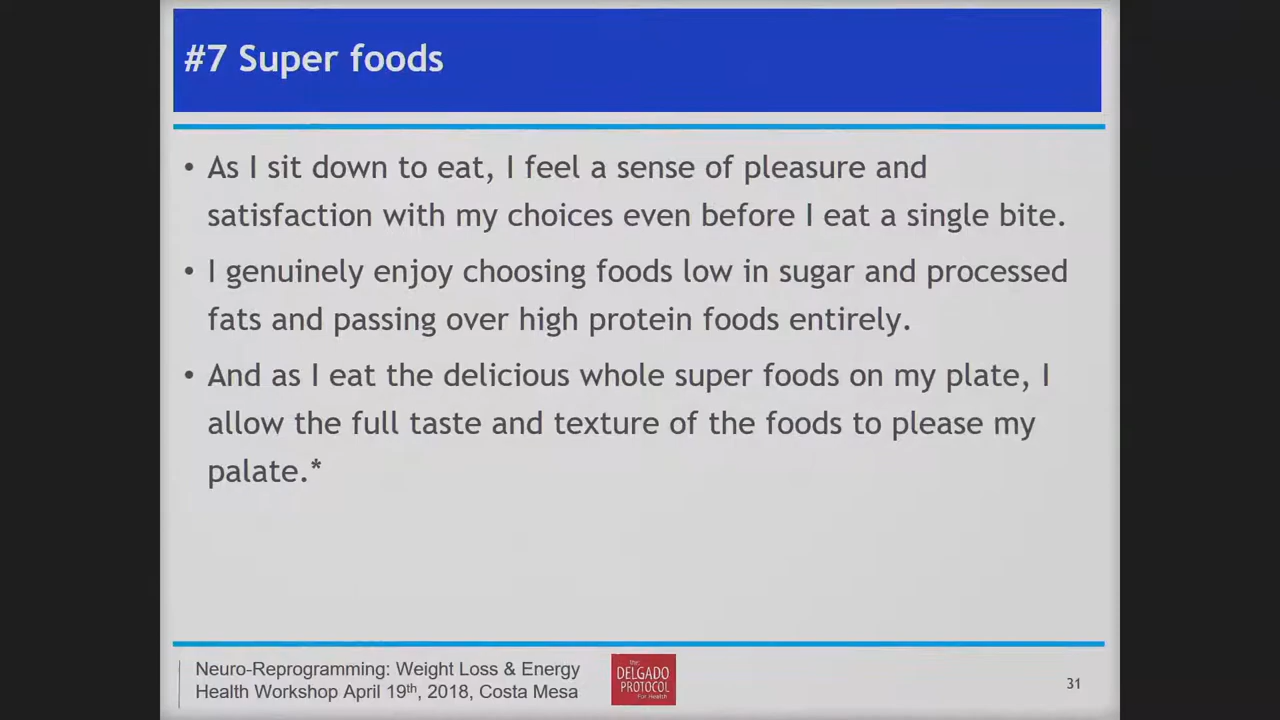 #7 Super foods
• As I sit down to eat, I feel a sense of pleasure and
satisfaction with my choices even before I eat a single bite.
• I genuinely enjoy choosing foods low in sugar and processed
fats and passing over high protein foods entirely.
• And as I eat the delicious whole super foods on my plate, I
allow the full taste and texture of the foods to please my
palate.*
Neuro-Reprogramming: Weight Loss & Energy
Health Workshop April 19th, 2018, Costa Mesa
The
DELGADO
PROTOCOL
For Health
31